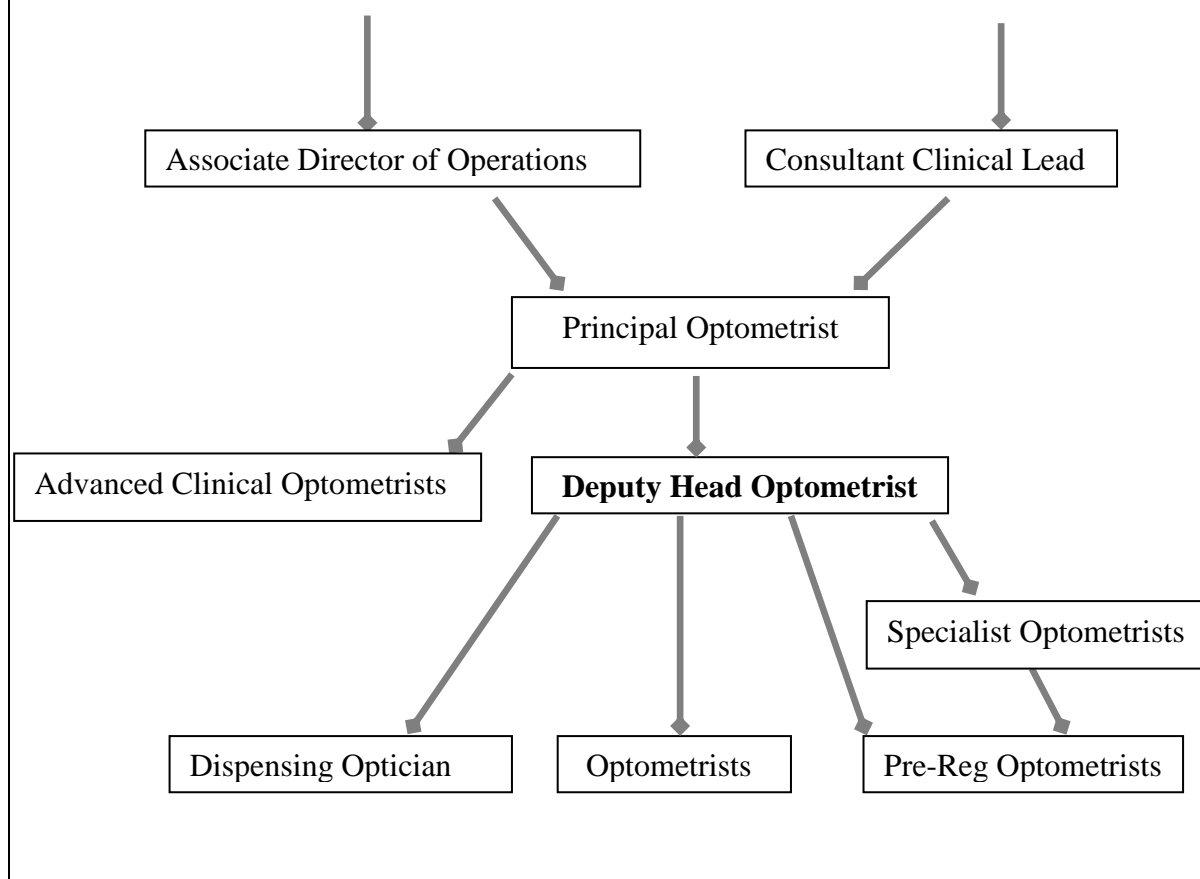 Associate Director of Operations
Consultant Clinical Lead
Principal Optometrist
Advanced Clinical Optometrists
Deputy Head Optometrist
Specialist Optometrists
Dispensing Optician
Optometrists
Pre-Reg Optometrists